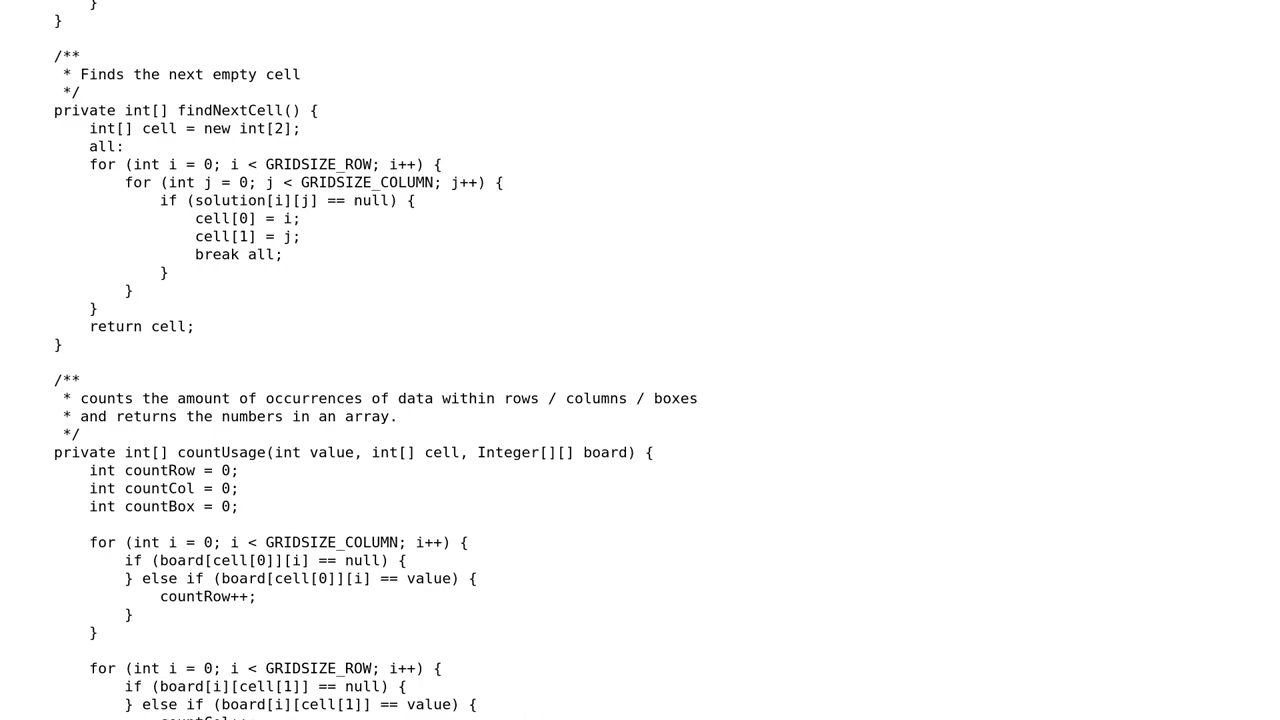 }
    }

    /**
     * Finds the next empty cell
     */
    private int[] findNextCell() {
        int[] cell = new int[2];
        all:
        for (int i = 0; i < GRIDSIZE_ROW; i++) {
            for (int j = 0; j < GRIDSIZE_COLUMN; j++) {
                if (solution[i][j] == null) {
                    cell[0] = i;
                    cell[1] = j;
                    break all;
                }
            }
        }
        return cell;
    }

    /**
     * counts the amount of occurrences of data within rows / columns / boxes
     * and returns the numbers in an array.
     */
    private int[] countUsage(int value, int[] cell, Integer[][] board) {
        int countRow = 0;
        int countCol = 0;
        int countBox = 0;

        for (int i = 0; i < GRIDSIZE_COLUMN; i++) {
            if (board[cell[0]][i] == null) {
            } else if (board[cell[0]][i] == value) {
                countRow++;
            }
        }

        for (int i = 0; i < GRIDSIZE_ROW; i++) {
            if (board[i][cell[1]] == null) {
            } else if (board[i][cell[1]] == value) {